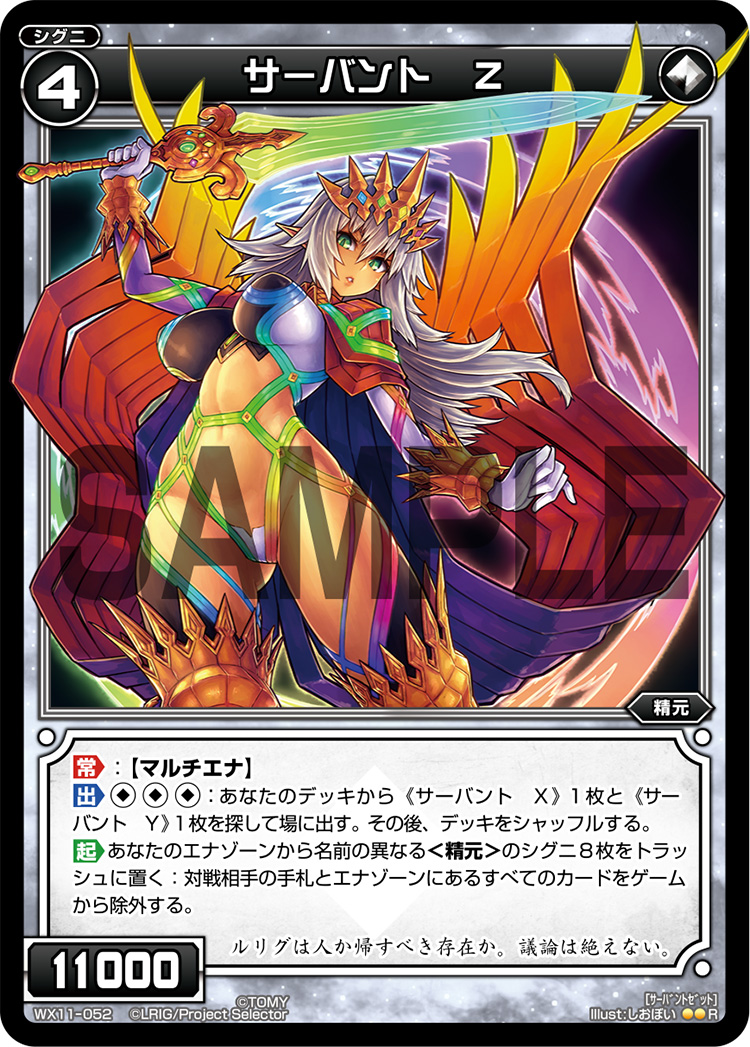 シグニ
4
サーバント　Z
SAMPLE
精元
常：【マルチエナ】
出◆◆◆：あなたのデッキから《サーバント　X》1枚と《サー
バント　Y》1枚を探して場に出す。その後、デッキをシャッフルする。
起あなたのエナゾーンから名前の異なる＜精元＞のシグニ8枚をトラッ
シュに置く：対戦相手の手札とエナゾーンにあるすべてのカードをゲーム
から除外する。
ルリグは人か帰すべき存在か。議論は絶えない。
11000
[サーバントゼット]
WX11-052 ©LRIG/Project Selector ©TOMY
Illust:しおぼい R